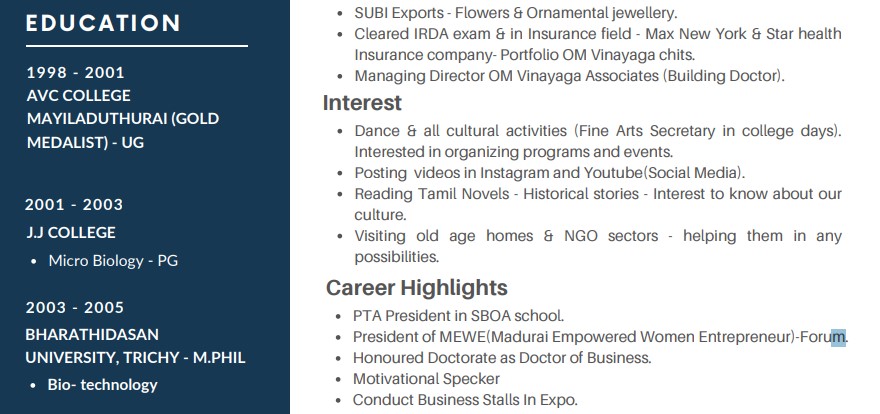 EDUCATION
1998 - 2001
AVC COLLEGE
MAYILADUTHURAI (GOLD
MEDALIST) - UG
2001 - 2003
J.J COLLEGE
• Micro Biology - PG
2003 - 2005
BHARATHIDASAN
UNIVERSITY, TRICHY - M.PHIL
• Bio- technology
• SUBI Exports - Flowers & Ornamental jewellery.
• Cleared IRDA exam & in Insurance field - Max New York & Star health
Insurance company- Portfolio OM Vinayaga chits.
• Managing Director OM Vinayaga Associates (Building Doctor).
Interest
• Dance & all cultural activities (Fine Arts Secretary in college days).
Interested in organizing programs and events.
• Posting videos in Instagram and Youtube(Social Media).
• Reading Tamil Novels - Historical stories - Interest to know about our
culture.
• Visiting old age homes & NGO sectors - helping them in any
possibilities.
Career Highlights
• PTA President in SBOA school.
• President of MEWE(Madurai Empowered Women Entrepreneur)-Forum.
• Honoured Doctorate as Doctor of Business.
• Motivational Specker
• Conduct Business Stalls In Expo.